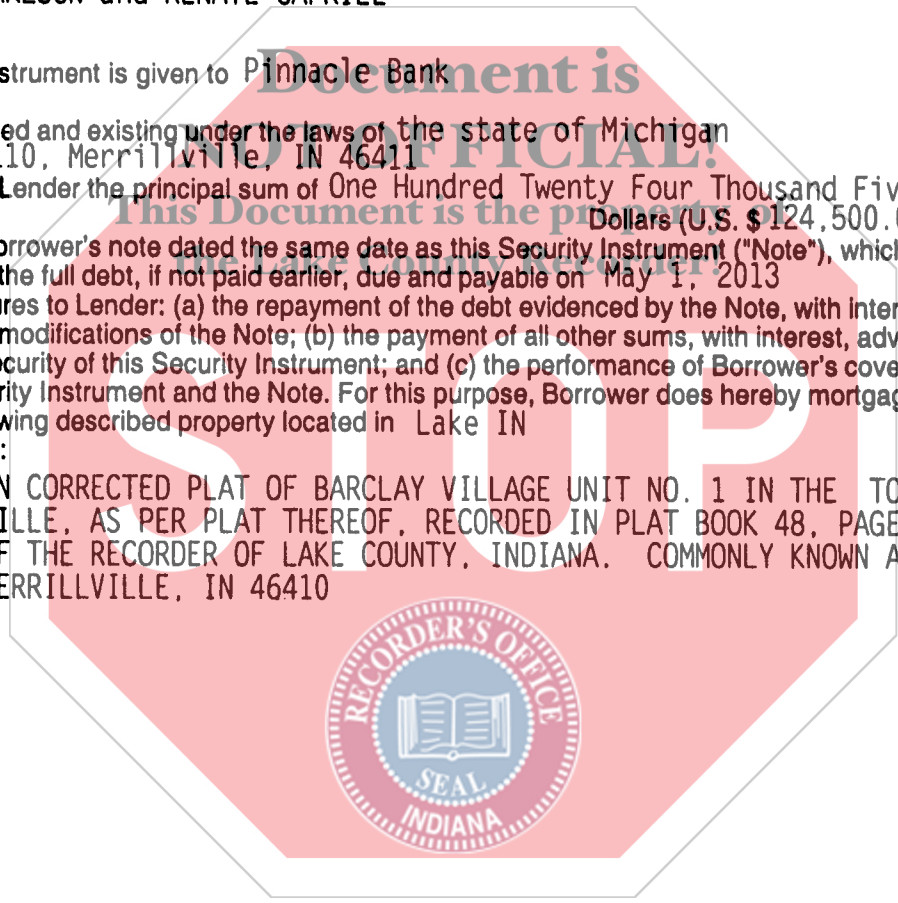 and RENATE
strument is given to Pinnacle Bank
Document is
ed and existing under the laws of the state of Michigan
NOT OFFICIAL!
10, Merrillville, IN 46411
Lender the principal sum of One Hundred Twenty Four Thousand Fiv
This Document is the property of
Dollars (U.S. $ 124,500.
orrower's note dated the same date as this Security Instrument ("Note"), which
the Lake County Recorder!
the full debt, if not paid earlier, due and payable on May 1, 2013
res to Lender: (a) the repayment of the debt evidenced by the Note, with inter
modifications of the Note; (b) the payment of all other sums, with interest, adv
curity of this Security Instrument; and (c) the performance of Borrower's cove
rity Instrument and the Note. For this purpose, Borrower does hereby mortgag
wing described property located in Lake IN
:
STOP
N CORRECTED PLAT OF BARCLAY VILLAGE UNIT NO. 1 IN THE TO
ILLE, AS PER PLAT THEREOF, RECORDED IN PLAT BOOK 48, PAGE
F THE RECORDER OF LAKE COUNTY, INDIANA. COMMONLY KNOWN A
ERRILLVILLE, IN 46410
RECORDER'S OFFICE
SEAL
INDIANA